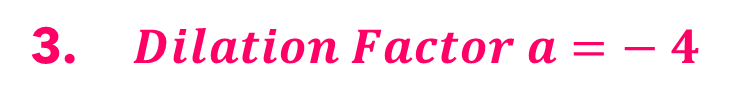 3. Dilation Factor a = − 4